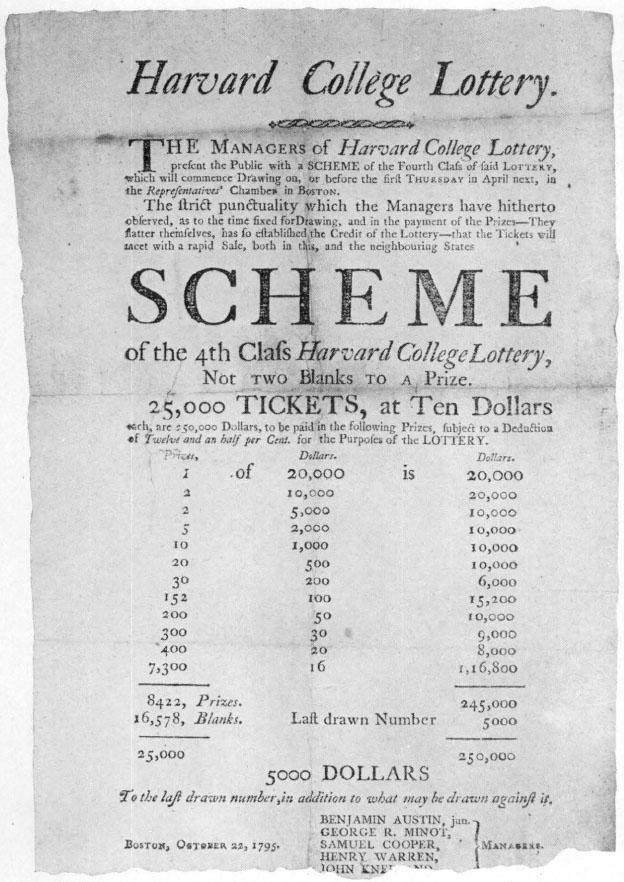 Harvard College Lottery.
THE MANAGERS of Harvard College Lottery,
preſent the Public with a SCHEME of the Fourth Claſs of ſaid LOTTERY,
which will commence Drawing on, or before the firſt THURSDAY in April next, in
the Repreſentatives' Chamber in BOSTON.
The ſtrict punctuality which the Managers have hitherto
obſerved, as to the time fixed for Drawing, and in the payment of the Prizes—They
flatter themſelves, has ſo eſtabliſhed the Credit of the Lottery—that the Tickets will
meet with a rapid Sale, both in this, and the neighbouring States
SCHEME
of the 4th Claſs Harvard College Lottery,
NOT TWO BLANKS TO A PRIZE.
25,000 TICKETS, at Ten Dollars
each, are 250,000 Dollars, to be paid in the following Prizes, ſubject to a Deduction
of Twelve and an half per Cent. for the Purpoſes of the LOTTERY.
Prizes, Dollars. Dollars.
1 of 20,000 is 20,000
2 10,000 20,000
2 5,000 10,000
5 2,000 10,000
10 1,000 10,000
20 500 10,000
30 200 6,000
152 100 15,200
200 50 10,000
300 30 9,000
400 20 8,000
7,300 16 1,16,800
8422, Prizes. 245,000
16,578, Blanks. Laſt drawn Number 5000
25,000 250,000
5000 DOLLARS
To the laſt drawn number, in addition to what may be drawn againſt it.
BENJAMIN AUSTIN, jun.
GEORGE R. MINOT,
BOSTON, OCTOBER 22, 1795. SAMUEL COOPER, MANAGERS.
HENRY WARREN,
JOHN